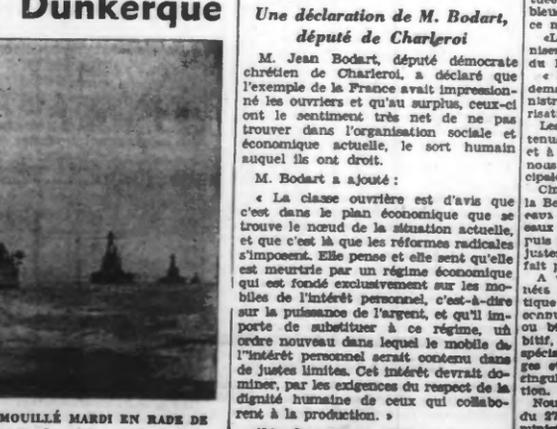 Dunkerque
MOUILLÉ MARDI EN RADE DE
Une déclaration de M. Bodart,
député de Charleroi
M. Jean Bodart, député démocrate
chrétien de Charleroi, a déclaré que
l'exemple de la France avait impression-
né les ouvriers et qu'au surplus, ceux-ci
ont le sentiment très net de ne pas
trouver dans l'organisation sociale et
économique actuelle, le sort humain
auquel ils ont droit.
M. Bodart a ajouté :
« La classe ouvrière est d'avis que
c'est dans le plan économique que se
trouve le nœud de la situation actuelle,
et que c'est là que les réformes radicales
s'imposent. Elle pense et elle sent qu'elle
est meurtrie par un régime économique
qui est fondé exclusivement sur les mo-
biles de l'intérêt personnel, c'est-à-dire
sur la puissance de l'argent, et qu'il im-
porte de substituer à ce régime, un
ordre nouveau dans lequel le mobile de
l''intérêt personnel serait contenu dans
de justes limites. Cet intérêt devrait do-
miner, par les exigences du respect de la
dignité humaine de ceux qui collabo-
rent à la production. »